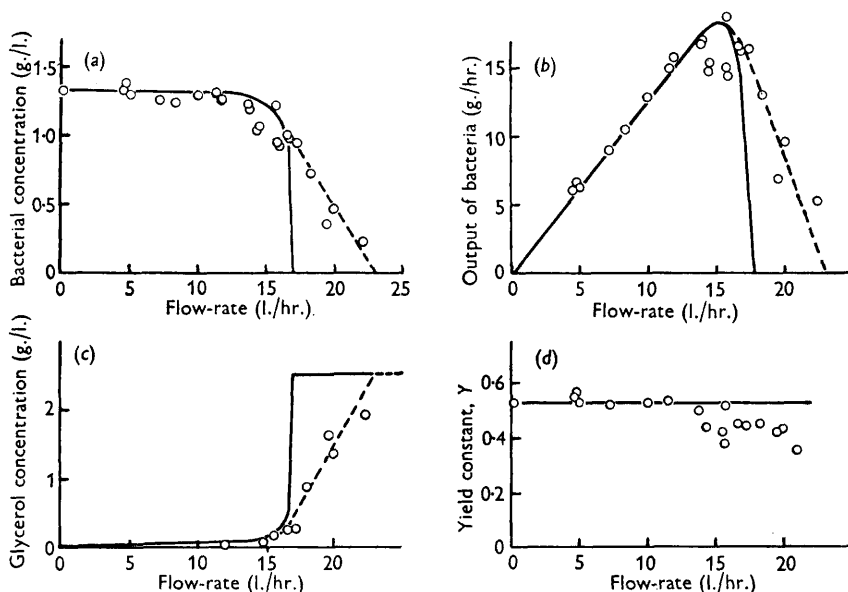 (a)
Bacterial concentration (g./l.)
1·5
1·0
0·5
0
0 5 10 15 20 25
Flow-rate (l./hr.)
(b)
Output of bacteria (g./hr.)
15
10
5
0
0 5 10 15 20
Flow-rate (l./hr.)
(c)
Glycerol concentration (g./l.)
2
1
0
0 5 10 15 20
Flow-rate (l./hr.)
(d)
Yield constant, Y
0·6
0·4
0·2
0
0 5 10 15 20
Flow-rate (l./hr.)